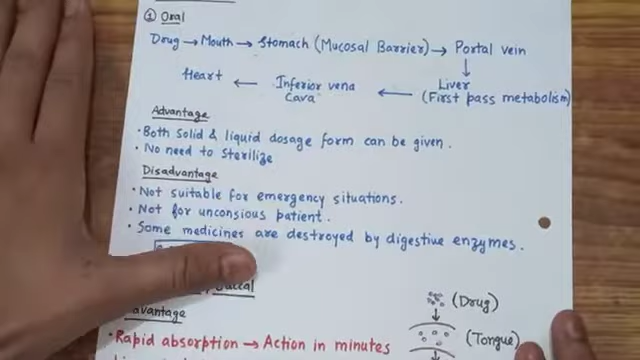 ① Oral
Drug → Mouth → Stomach (Mucosal Barrier) → Portal vein
↓
Heart ← Inferior vena Cava ← Liver (First pass metabolism)
Advantage
• Both solid & liquid dosage form can be given.
• No need to sterilize
Disadvantage
• Not suitable for emergency situations.
• Not for unconsious patient.
• Some medicines are destroyed by digestive enzymes.
(Drug)
• Rapid absorption → Action in minutes
(Tongue)